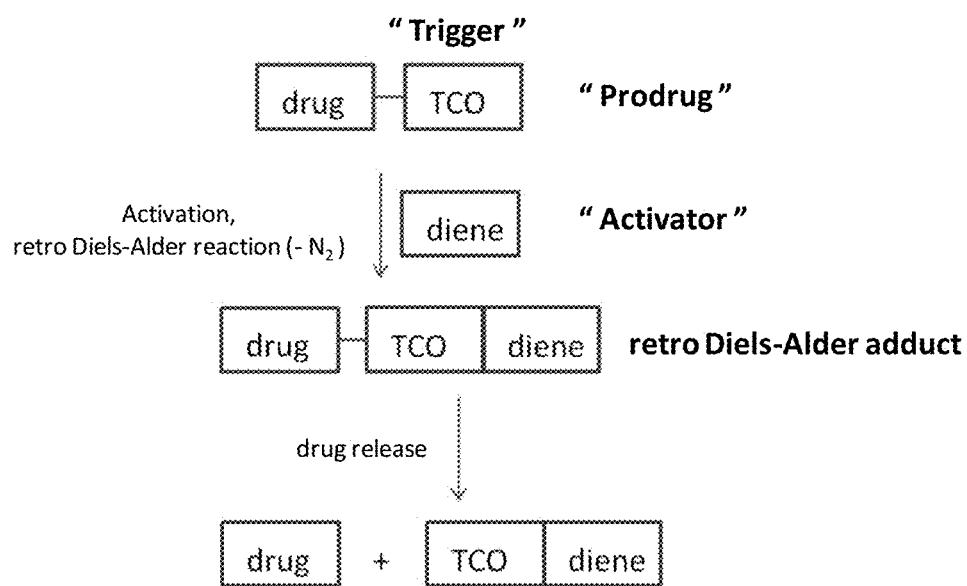 “ Trigger ”
drug TCO “ Prodrug ”
Activation,
retro Diels-Alder reaction (- N₂)
diene “ Activator ”
drug TCO diene retro Diels-Alder adduct
drug release
drug + TCO diene